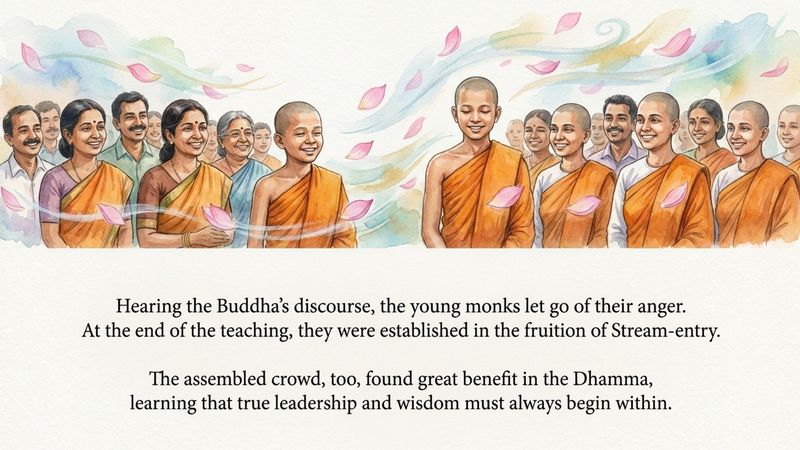 Hearing the Buddha’s discourse, the young monks let go of their anger.
At the end of the teaching, they were established in the fruition of Stream-entry.
The assembled crowd, too, found great benefit in the Dhamma,
learning that true leadership and wisdom must always begin within.